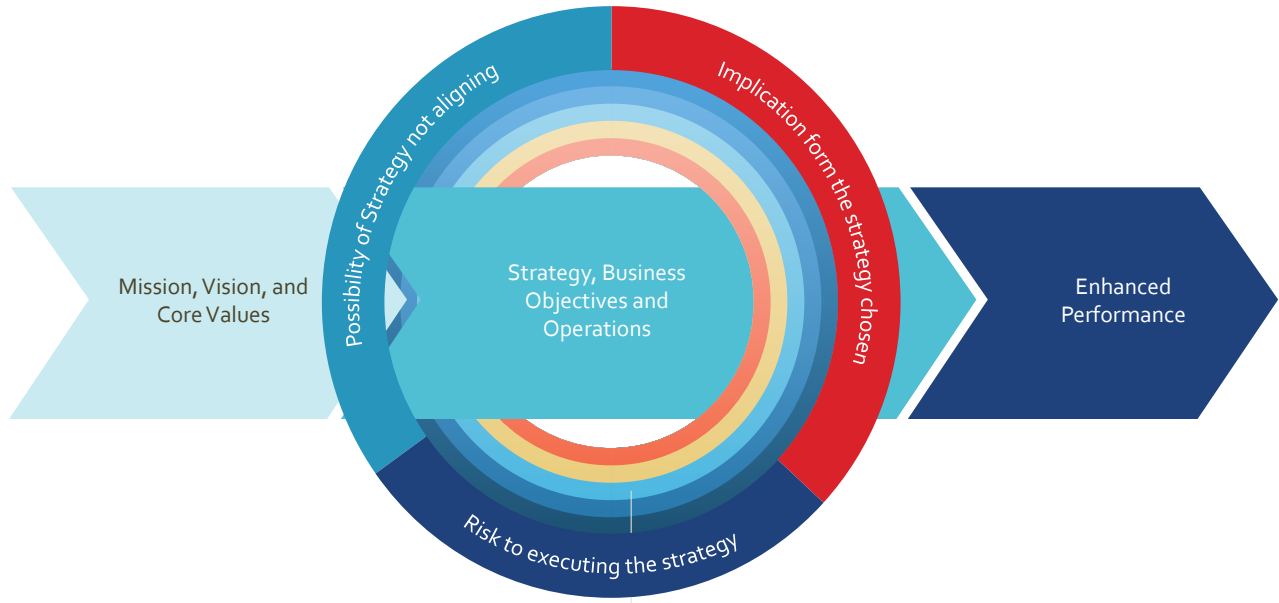 Possibility of Strategy not aligning
Implication form the strategy chosen
Mission, Vision, and
Core Values
Strategy, Business
Objectives and
Operations
Enhanced
Performance
Risk to executing the strategy